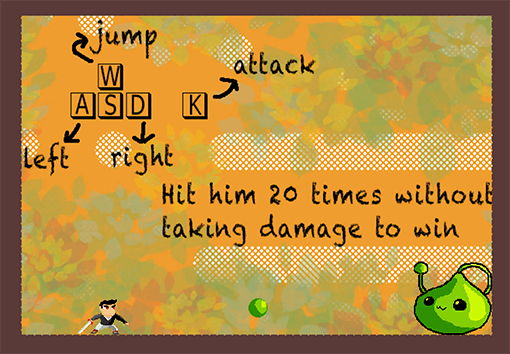 jump
attack
W
A S D K
left right
Hit him 20 times without
taking damage to win